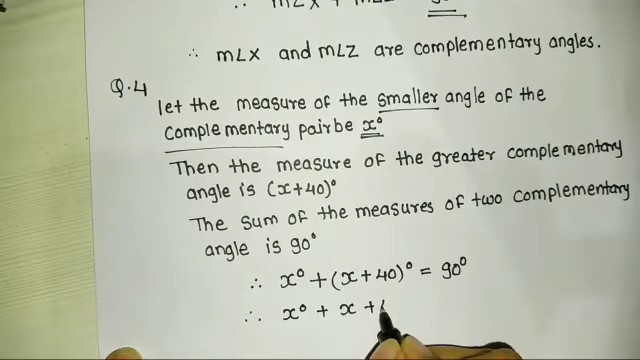 ∴ m∠X + m∠
∴ m∠X and m∠Z are complementary angles.
Q.4
let the measure of the smaller angle of the
complementary pair be x°
Then the measure of the greater complementary
angle is (x+40)°
The sum of the measures of two complementary
angle is 90°
∴ x° + (x+40)° = 90°
∴ x° + x +